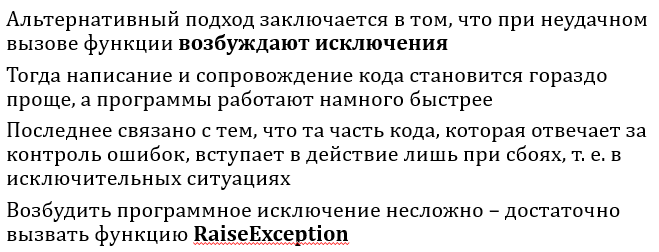 Альтернативный подход заключается в том, что при неудачном
вызове функции возбуждают исключения
Тогда написание и сопровождение кода становится гораздо
проще, а программы работают намного быстрее
Последнее связано с тем, что та часть кода, которая отвечает за
контроль ошибок, вступает в действие лишь при сбоях, т. е. в
исключительных ситуациях
Возбудить программное исключение несложно – достаточно
вызвать функцию RaiseException